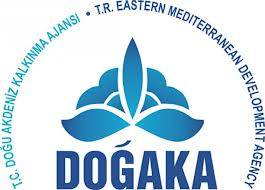 T.C. DOĞU AKDENİZ KALKINMA AJANSI • T.R. EASTERN MEDITERRANEAN DEVELOPMENT AGENCY
DOĞAKA